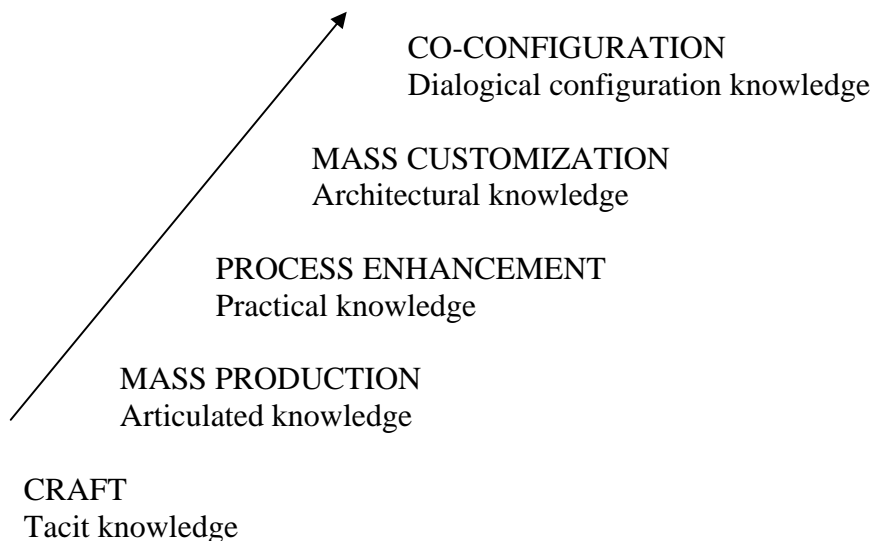 CO-CONFIGURATION
Dialogical configuration knowledge
MASS CUSTOMIZATION
Architectural knowledge
PROCESS ENHANCEMENT
Practical knowledge
MASS PRODUCTION
Articulated knowledge
CRAFT
Tacit knowledge